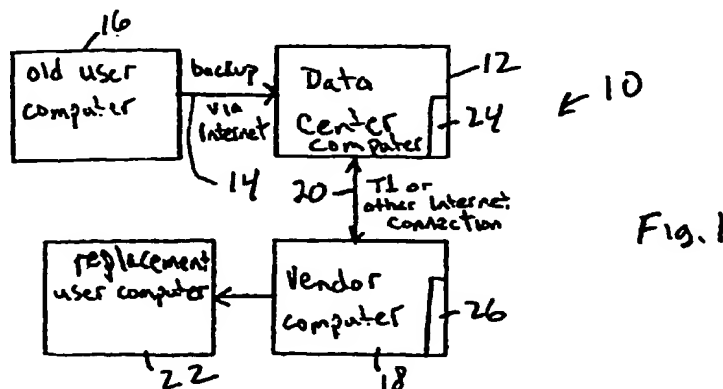 16
old user
computer
backup
via
Internet
14
Data
Center
computer
12
24
10
20
T1 or
other Internet
connection
Fig. 1
replacement
user computer
22
Vendor
computer
26
18